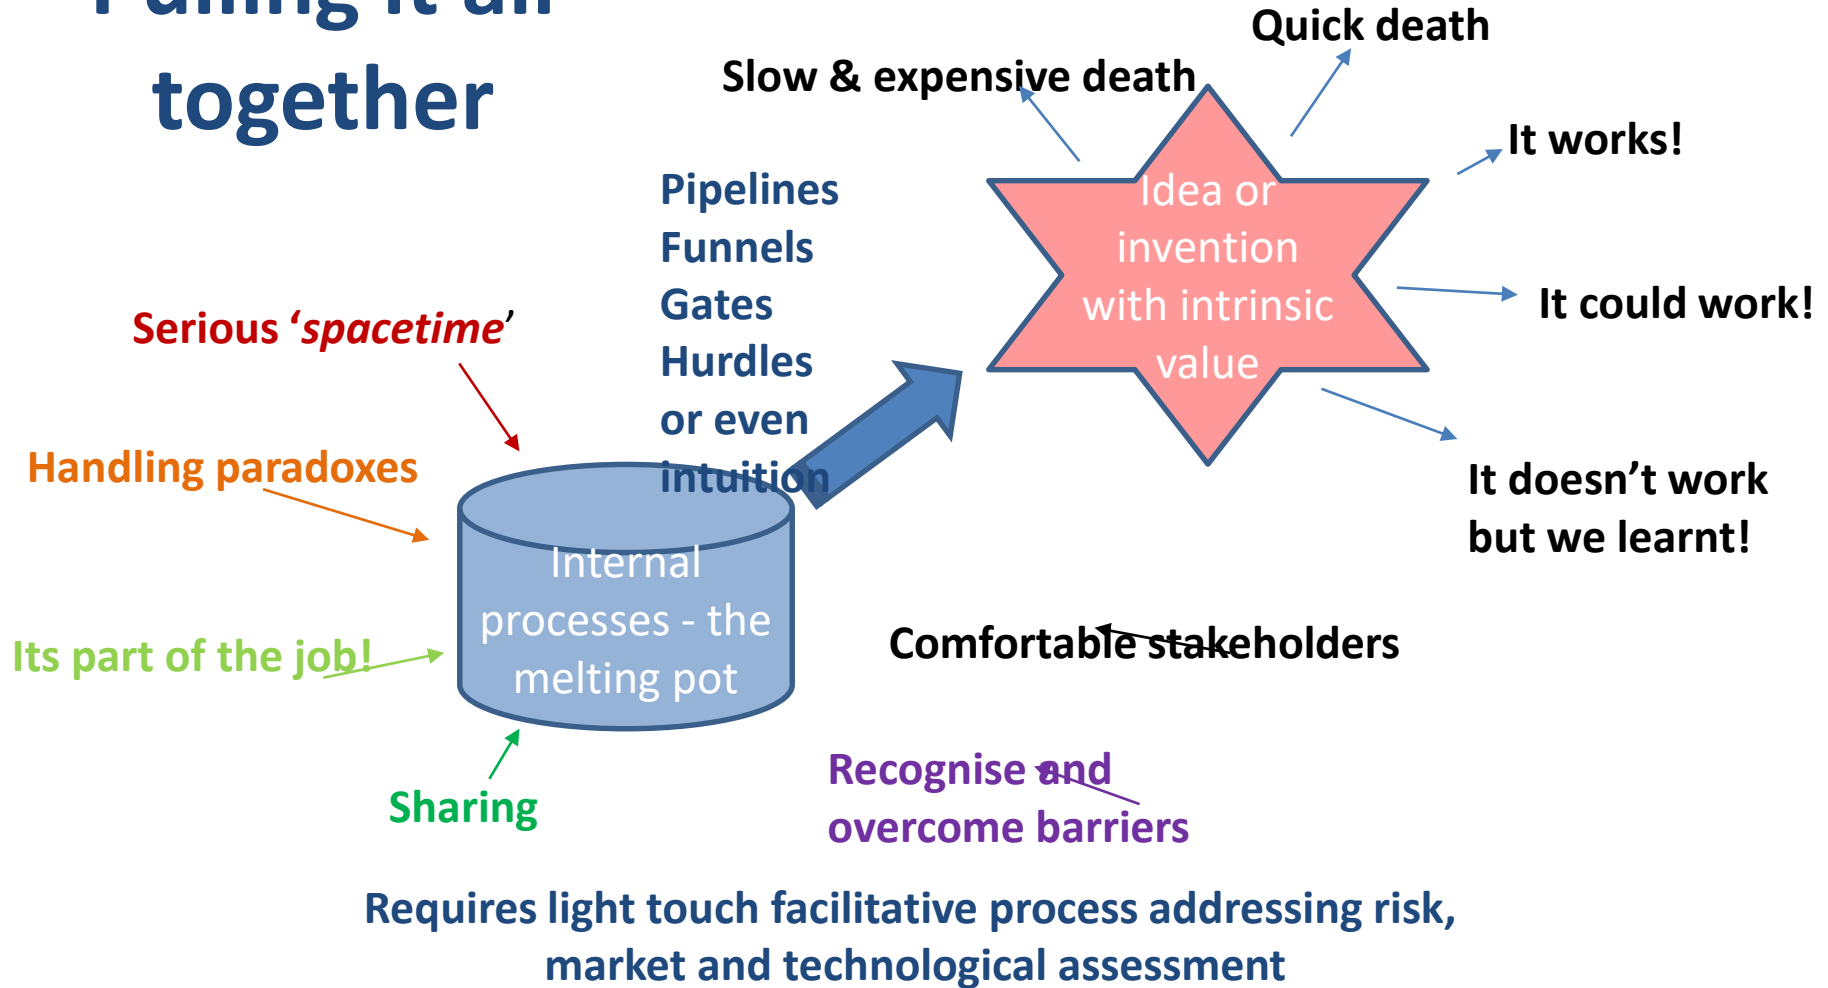 Pulling it all
together
Quick death
Slow & expensive death
It works!
Pipelines
Funnels
Gates
Hurdles
or even
intuition
Idea or
invention
with intrinsic
value
It could work!
Serious ‘spacetime’
Handling paradoxes
It doesn’t work
but we learnt!
Internal
processes - the
melting pot
Its part of the job!
Comfortable stakeholders
Sharing
Recognise and
overcome barriers
Requires light touch facilitative process addressing risk,
market and technological assessment